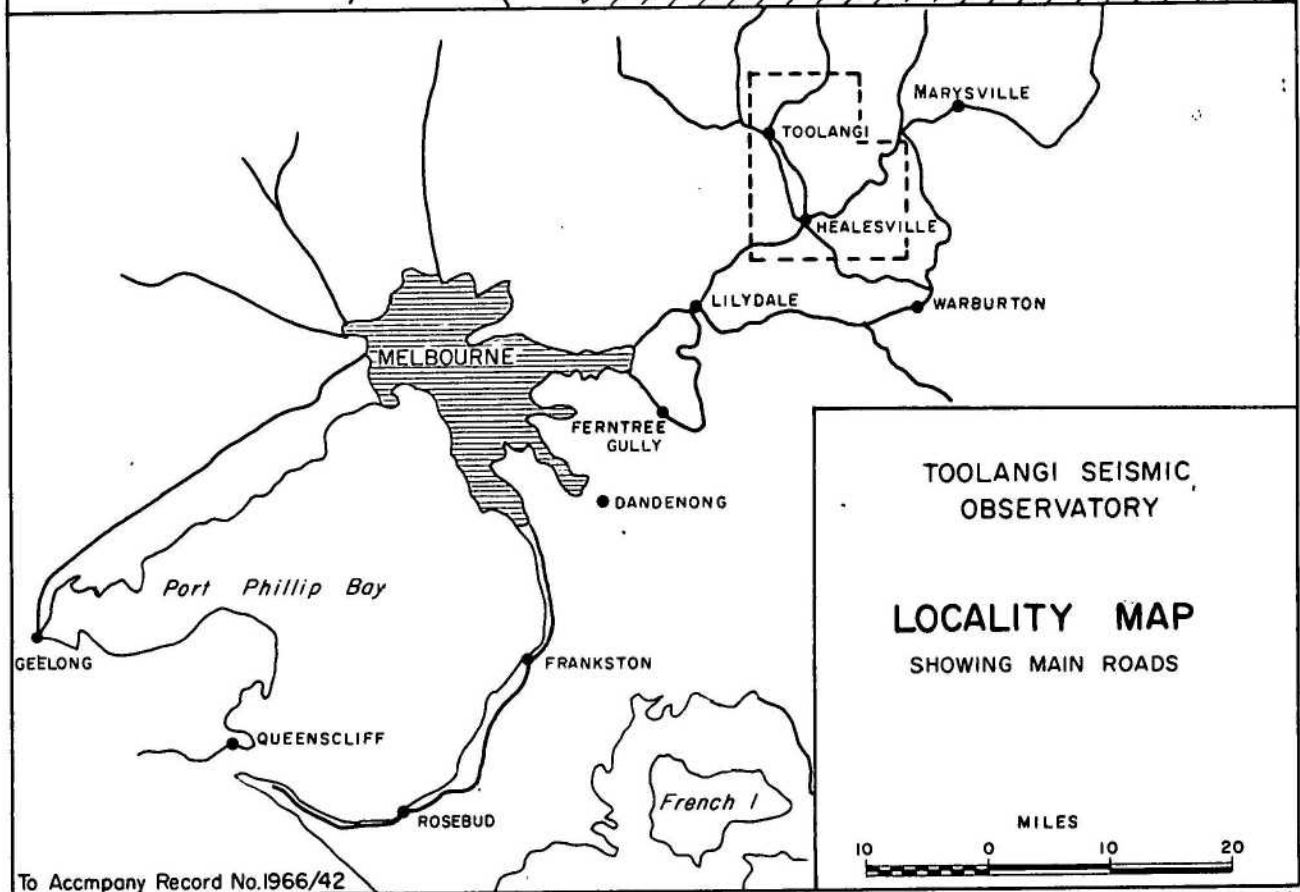 MARYSVILLE
TOOLANGI
HEALESVILLE
LILYDALE
WARBURTON
MELBOURNE
FERNTREE
GULLY
DANDENONG
Port Phillip Bay
GEELONG
FRANKSTON
QUEENSCLIFF
ROSEBUD
French I
TOOLANGI SEISMIC
OBSERVATORY
LOCALITY MAP
SHOWING MAIN ROADS
MILES
10 0 10 20
To Accmpany Record No.1966/42